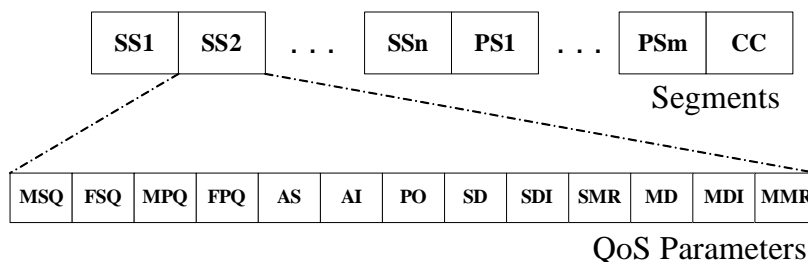 SS1 SS2 . . . SSn PS1 . . . PSm CC
Segments
MSQ FSQ MPQ FPQ AS AI PO SD SDI SMR MD MDI MMR
QoS Parameters